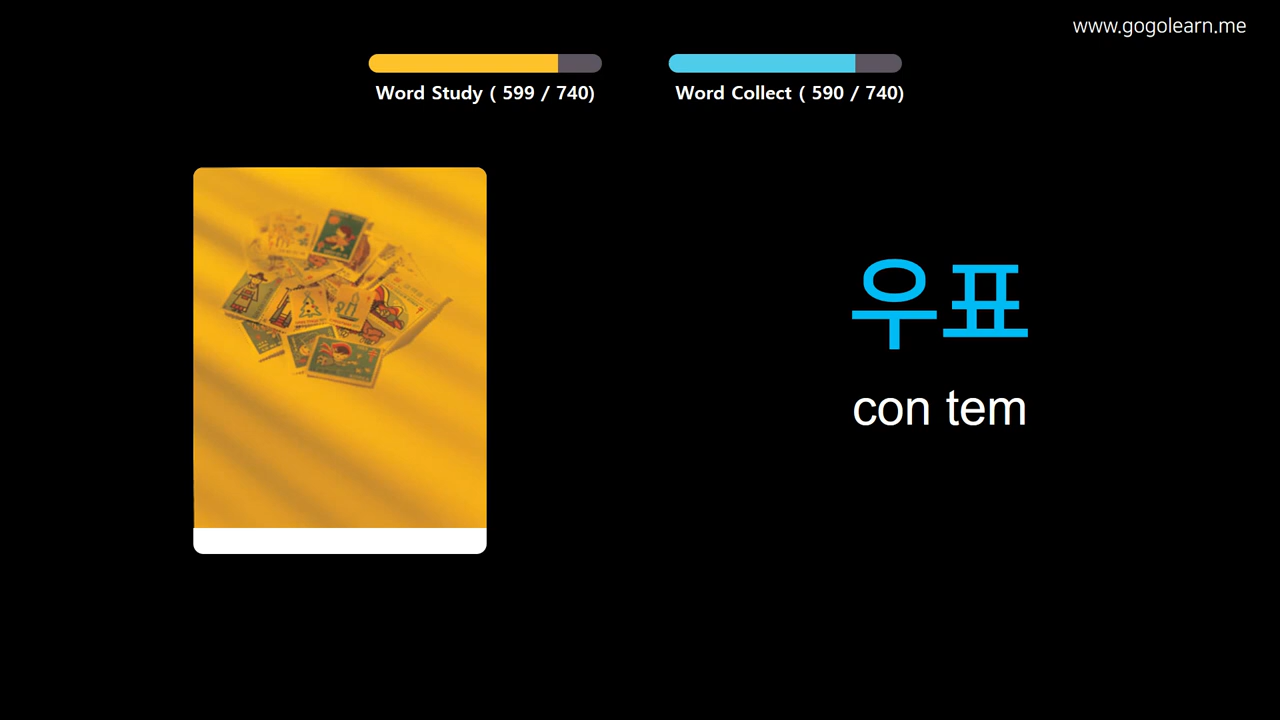 www.gogolearn.me
Word Study ( 599 / 740)
Word Collect ( 590 / 740)
우표
con tem